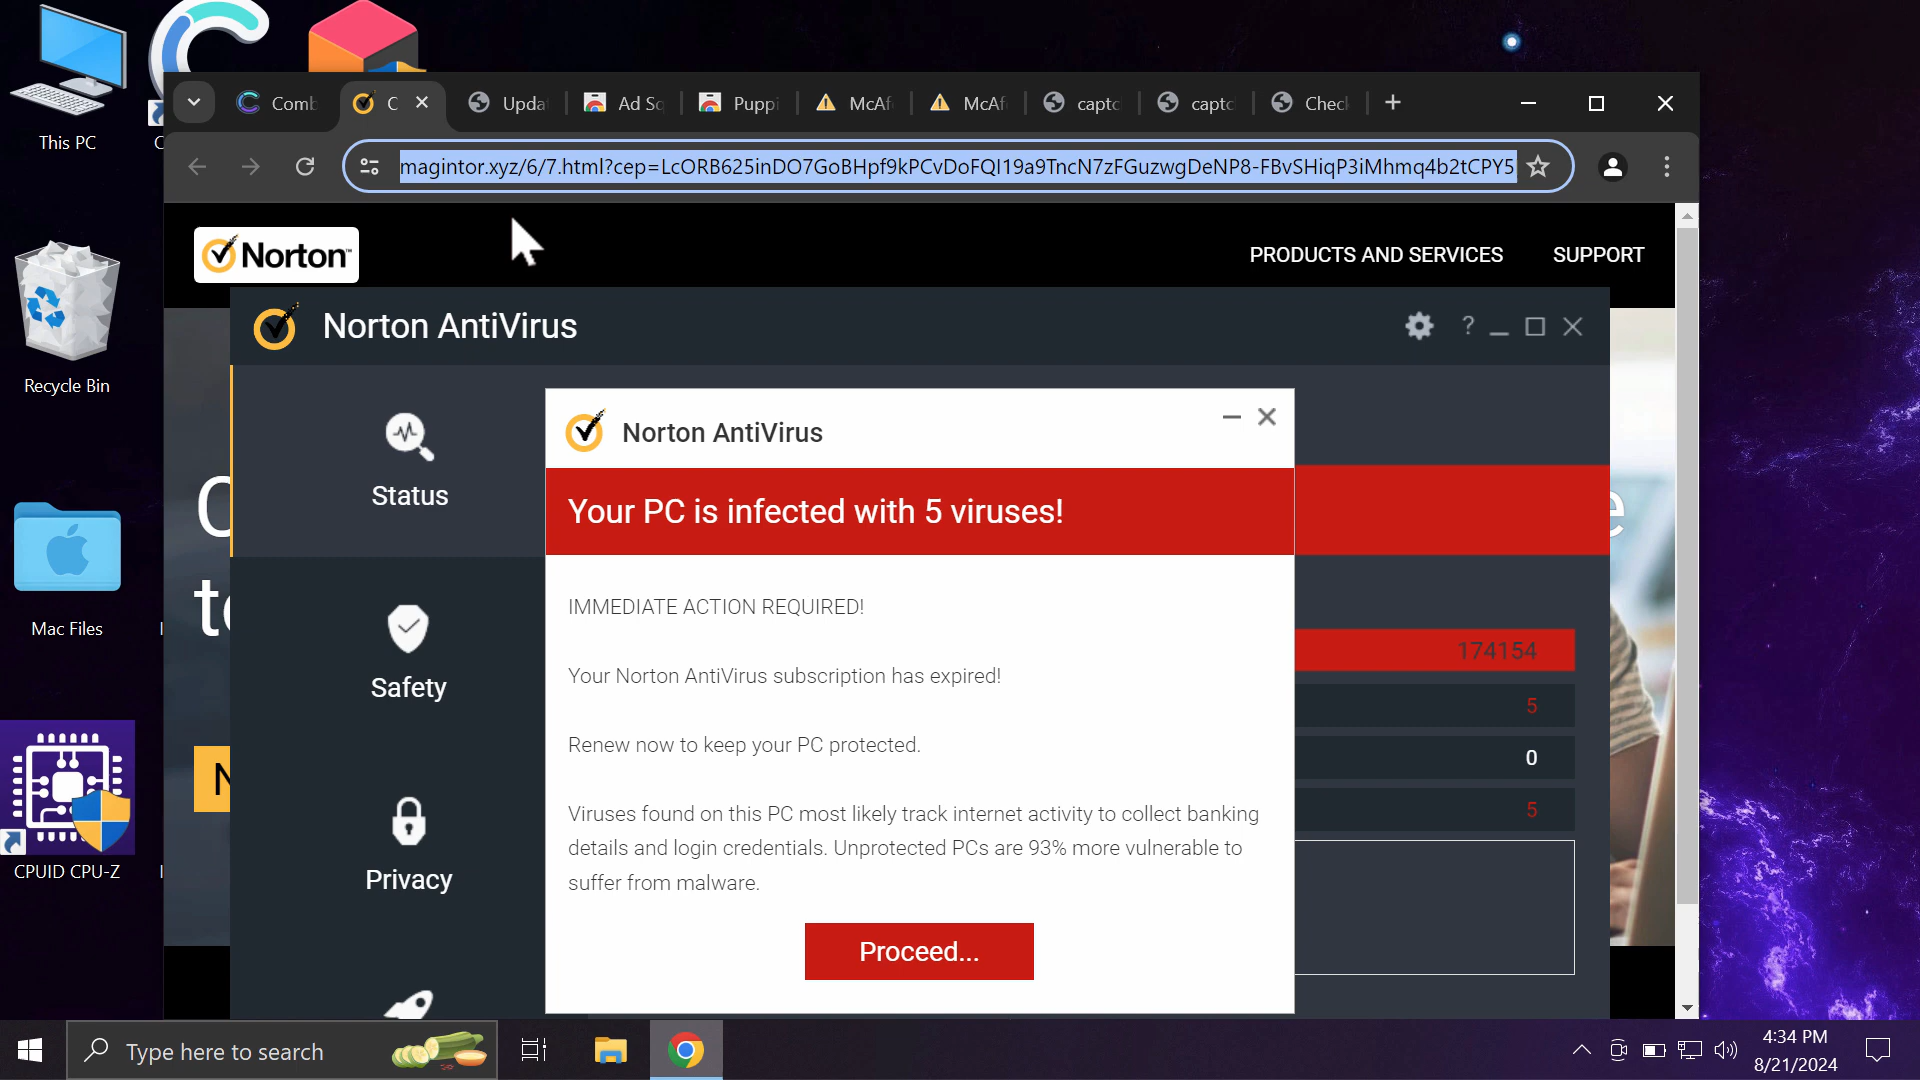 This PC
Recycle Bin
Mac Files
CPUID CPU-Z
Comb
C
Updat
Ad Sq
Puppi
McAf
McAf
captc
captc
Check
magintor.xyz/6/7.html?cep=LcORB625inDO7GoBHpf9kPCvDoFQI19a9TncN7zFGuzwgDeNP8-FBvSHiqP3iMhmq4b2tCPY5
Norton
PRODUCTS AND SERVICES
SUPPORT
Norton AntiVirus
?
Status
Safety
Privacy
Norton AntiVirus
Your PC is infected with 5 viruses!
IMMEDIATE ACTION REQUIRED!
Your Norton AntiVirus subscription has expired!
Renew now to keep your PC protected.
Viruses found on this PC most likely track internet activity to collect banking
details and login credentials. Unprotected PCs are 93% more vulnerable to
suffer from malware.
Proceed...
174154
5
0
5
Type here to search
4:34 PM
8/21/2024